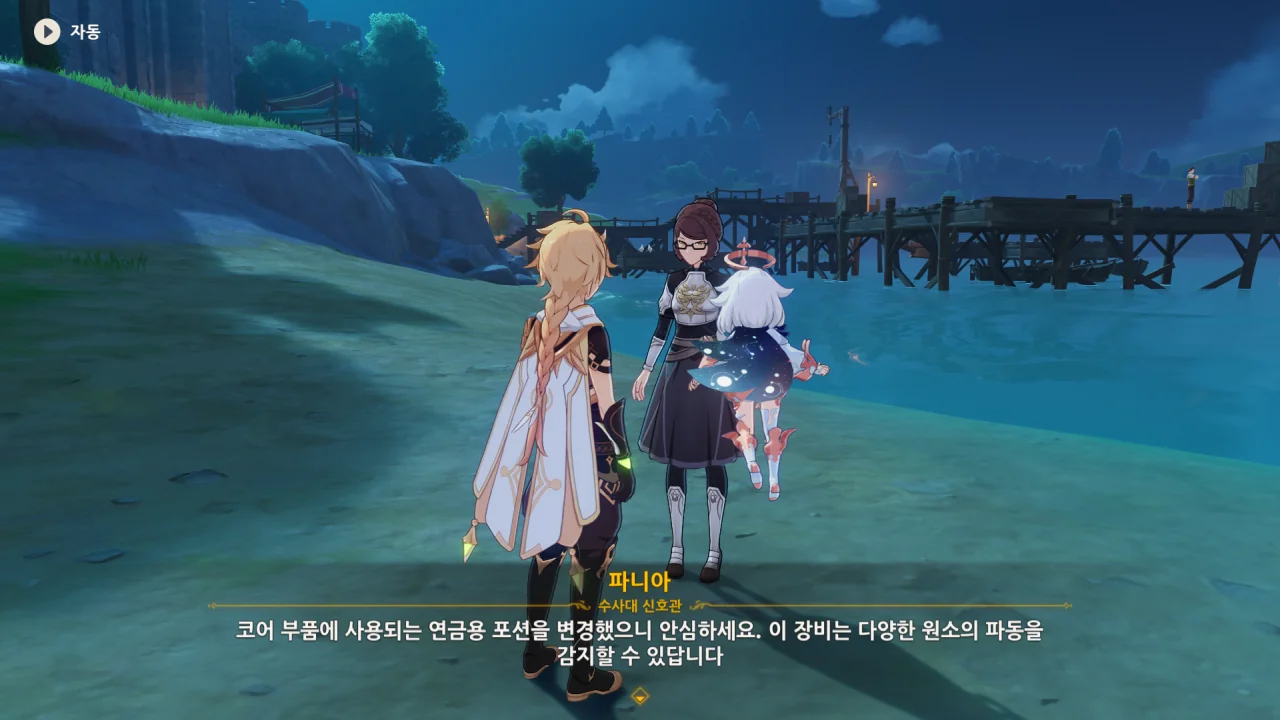 자동
파니아
수사대 신호관
코어 부품에 사용되는 연금용 포션을 변경했으니 안심하세요. 이 장비는 다양한 원소의 파동을
감지할 수 있답니다